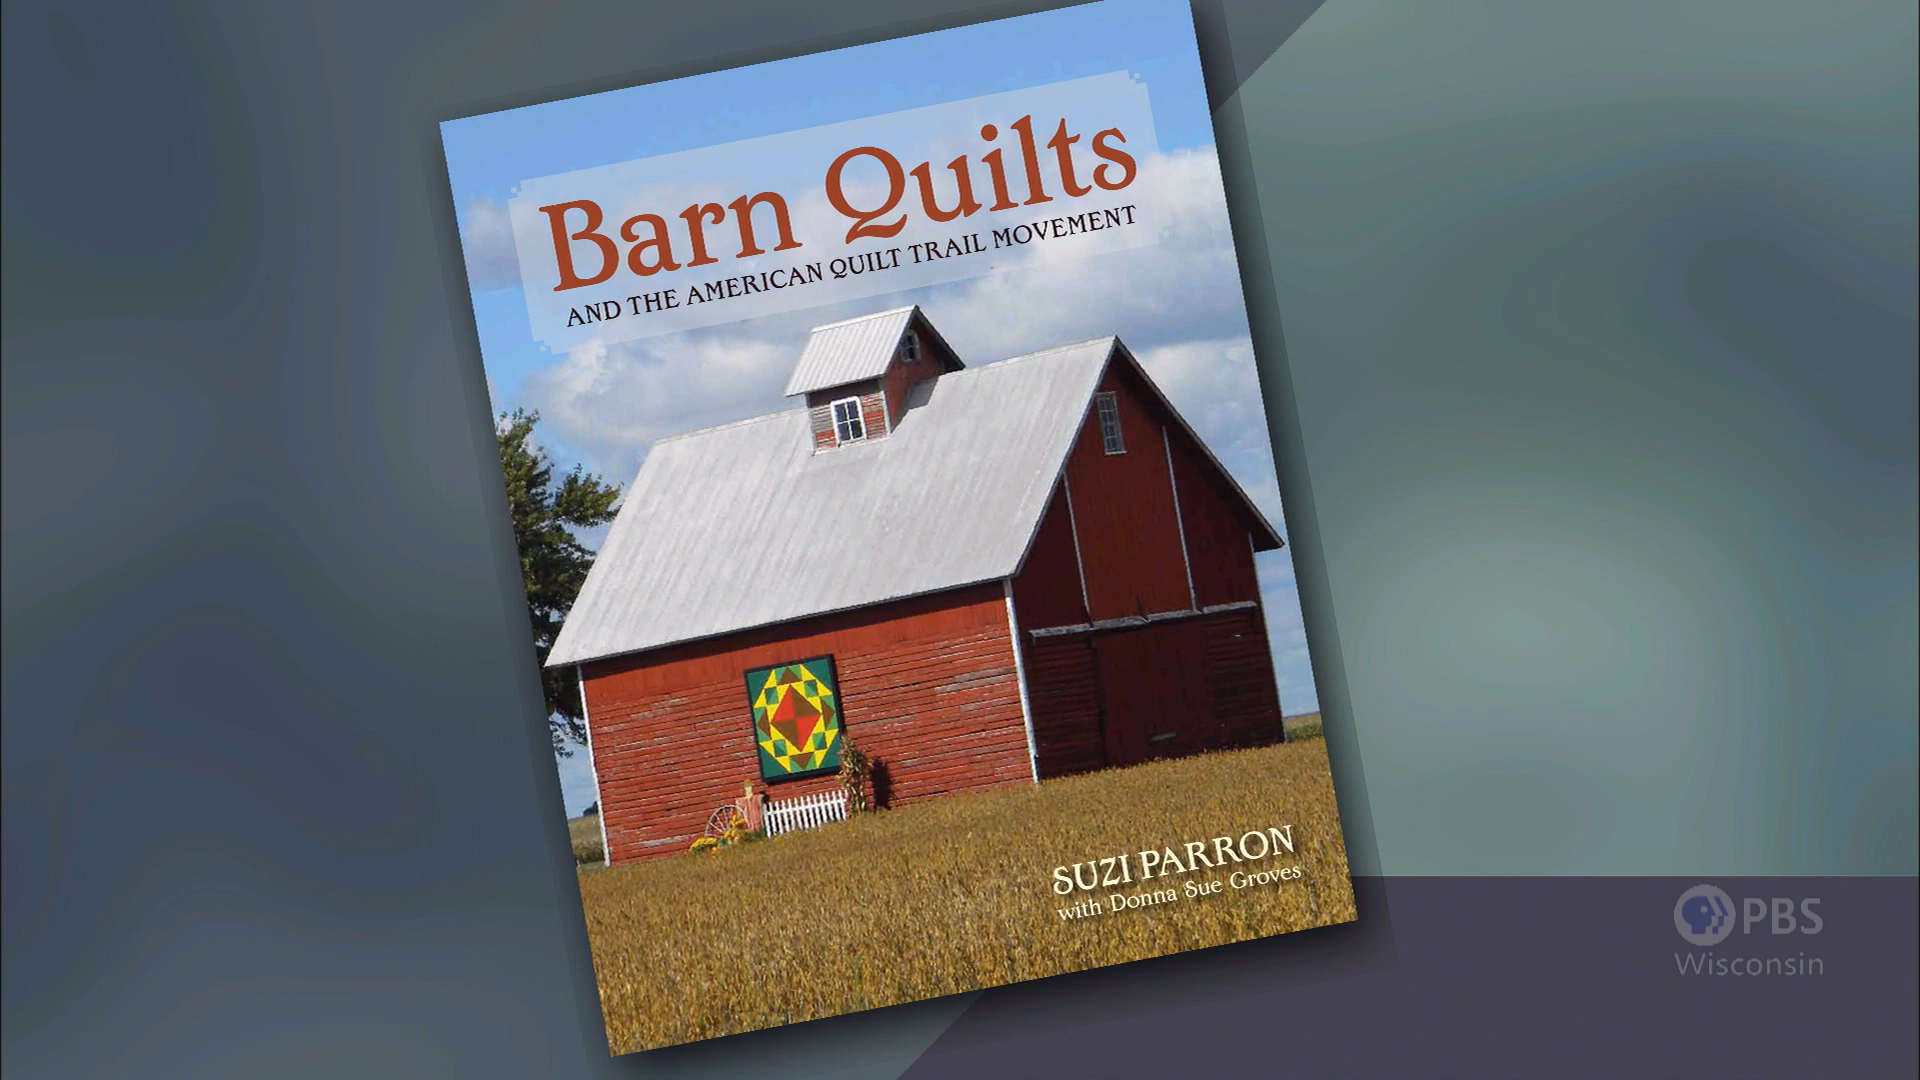 Barn Quilts
AND THE AMERICAN QUILT TRAIL MOVEMENT
SUZI PARRON
with Donna Sue Groves
PBS
Wisconsin